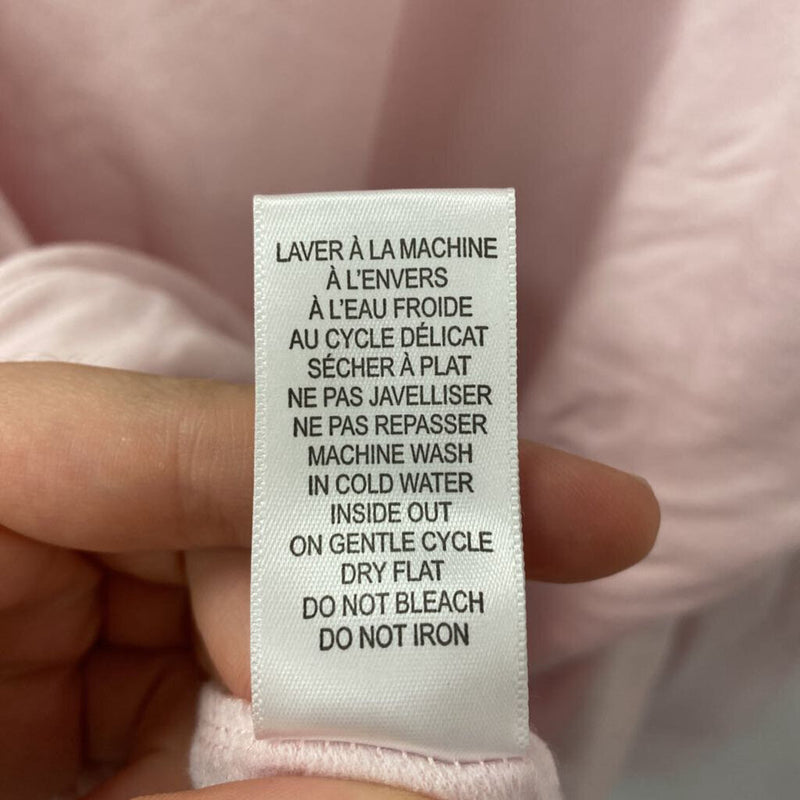 LAVER À LA MACHINE
À L'ENVERS
À L'EAU FROIDE
AU CYCLE DÉLICAT
SÉCHER À PLAT
NE PAS JAVELLISER
NE PAS REPASSER
MACHINE WASH
IN COLD WATER
INSIDE OUT
ON GENTLE CYCLE
DRY FLAT
DO NOT BLEACH
DO NOT IRON